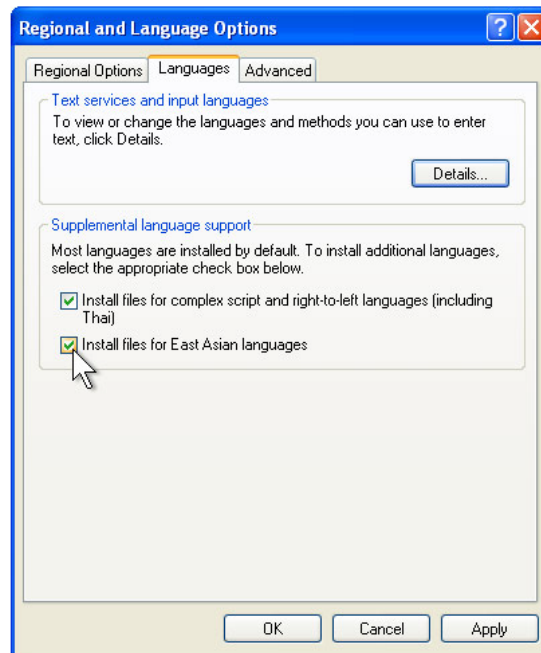 Regional and Language Options
Regional Options Languages Advanced
Text services and input languages
To view or change the languages and methods you can use to enter
text, click Details.
Details...
Supplemental language support
Most languages are installed by default. To install additional languages,
select the appropriate check box below.
Install files for complex script and right-to-left languages (including
Thai)
Install files for East Asian languages
OK Cancel Apply